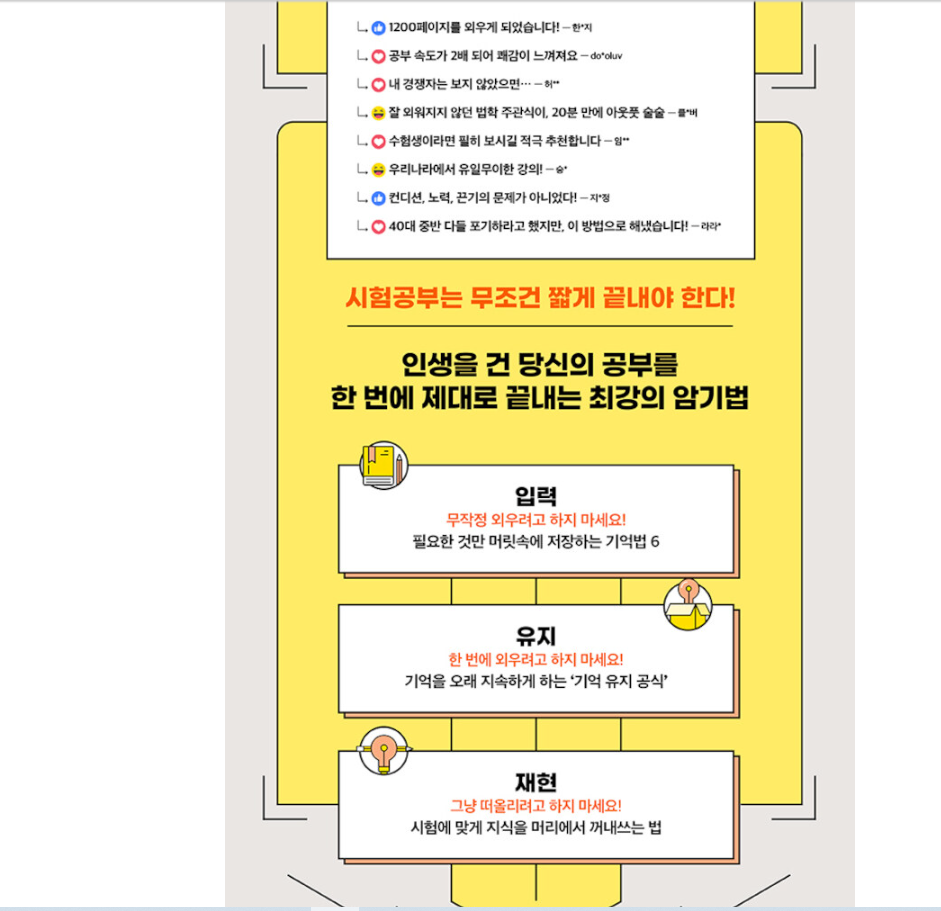 1200페이지를 외우게 되었습니다! – 한*지
공부 속도가 2배 되어 쾌감이 느껴져요 – do*oluv
내 경쟁자는 보지 않았으면… – 허**
잘 외워지지 않던 법학 주관식이, 20분 만에 아웃풋 술술 – 클*버
수험생이라면 필히 보시길 적극 추천합니다 – 임**
우리나라에서 유일무이한 강의! – 승*
컨디션, 노력, 끈기의 문제가 아니었다! – 지*정
40대 중반 다들 포기하라고 했지만, 이 방법으로 해냈습니다! – 라라*
시험공부는 무조건 짧게 끝내야 한다!
인생을 건 당신의 공부를
한 번에 제대로 끝내는 최강의 암기법
입력
무작정 외우려고 하지 마세요!
필요한 것만 머릿속에 저장하는 기억법 6
유지
한 번에 외우려고 하지 마세요!
기억을 오래 지속하게 하는 ‘기억 유지 공식’
재현
그냥 떠올리려고 하지 마세요!
시험에 맞게 지식을 머리에서 꺼내쓰는 법